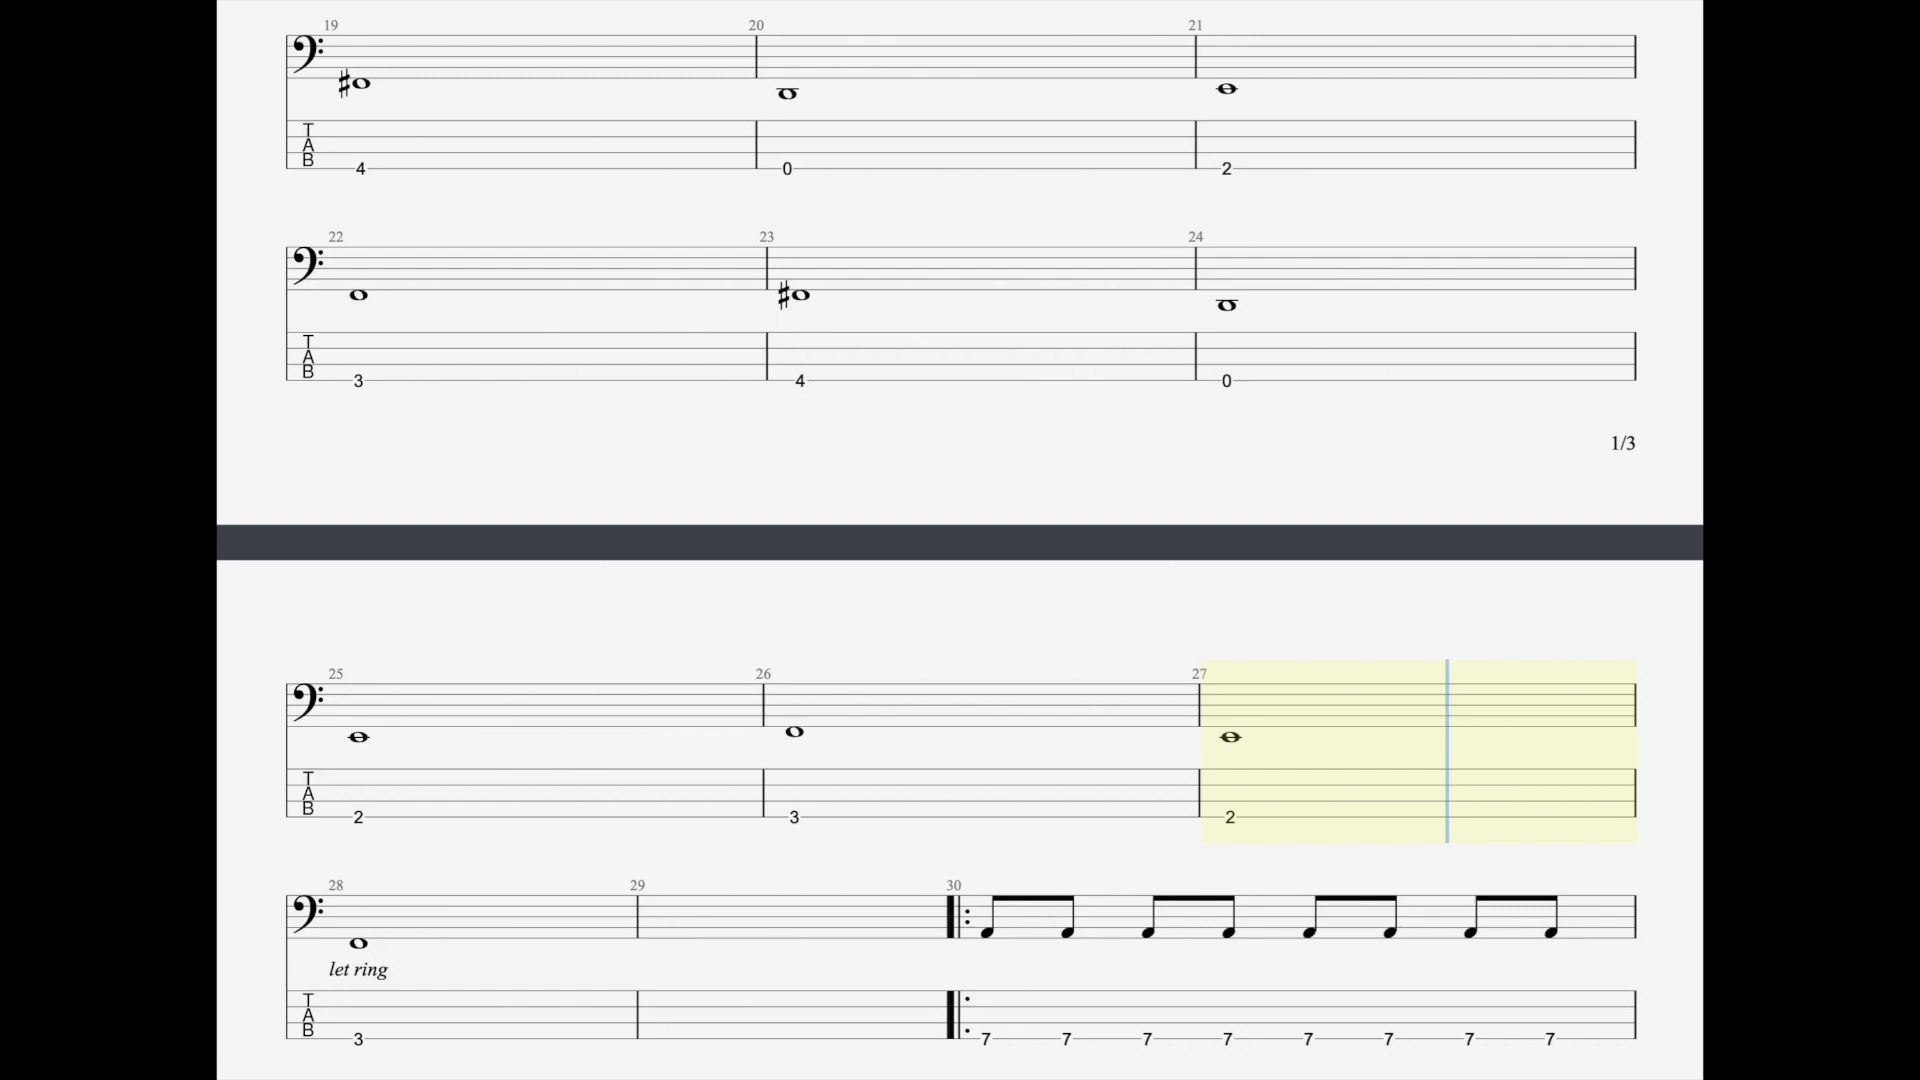 19 20 21
T A B 4 0 2
22 23 24
T A B 3 4 0
1/3
25 26 27
T A B 2 3 2
28 29 30
let ring
T A B 3 7 7 7 7 7 7 7 7